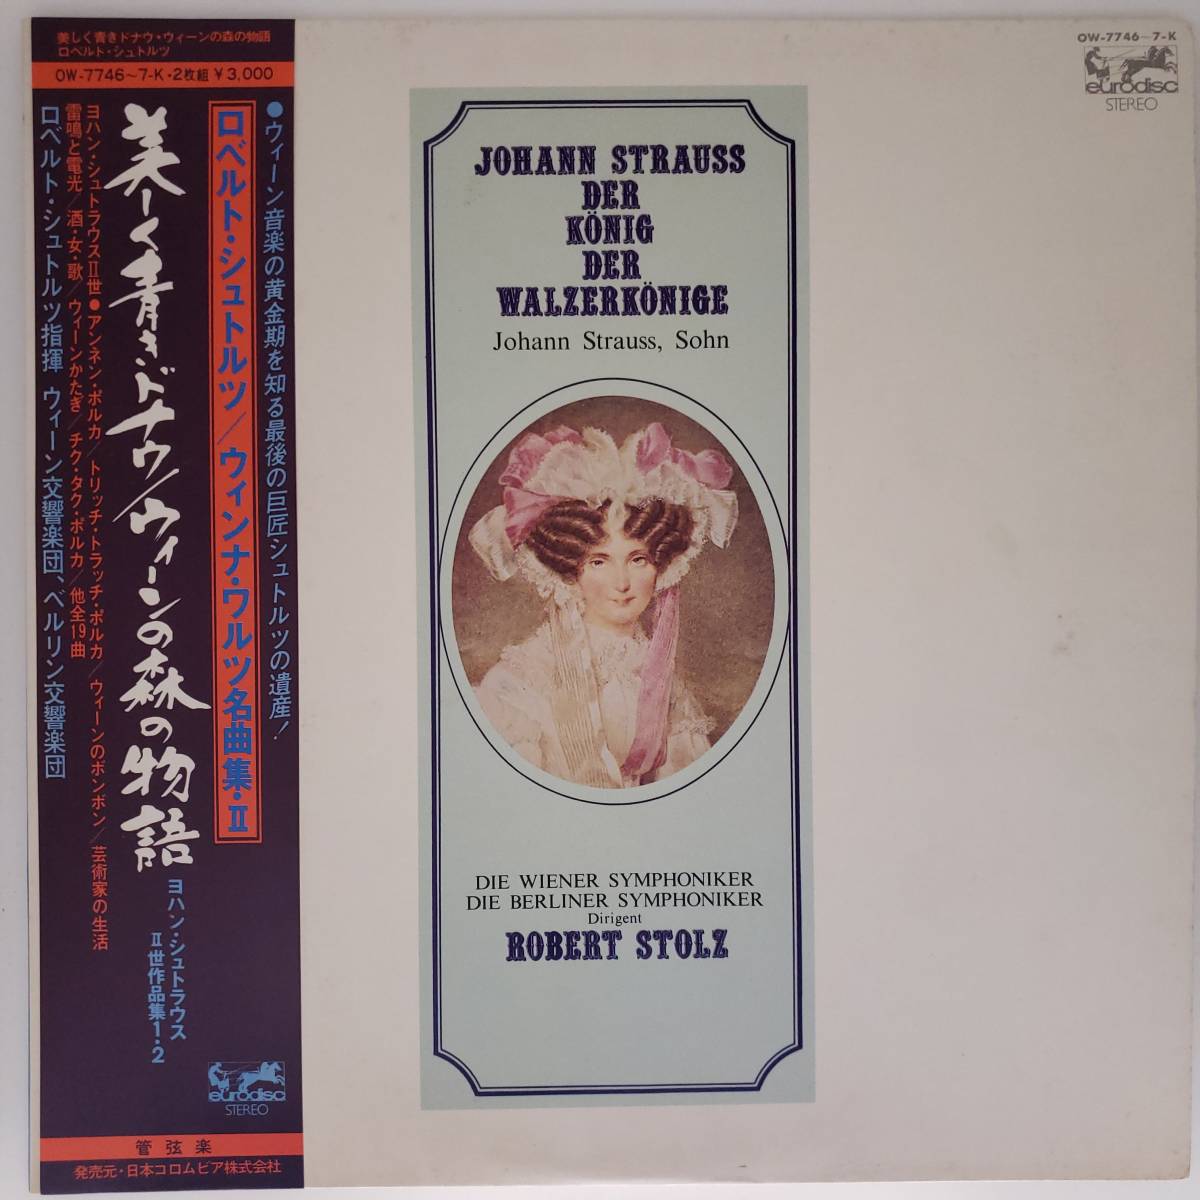 美しく青きドナウ・ウィーンの森の物語
ロベルト・シュトルツ
OW-7746〜7-K・2枚組 ¥3,000
●ウィーン音楽の黄金期を知る最後の巨匠シュトルツの遺産!
ロベルト・シュトルツ/ウィンナ・ワルツ名曲集・II
美しく青きドナウ/ウィーンの森の物語
ヨハン・シュトラウス
II世作品集1・2
ヨハン・シュトラウスII世●アンネン・ポルカ/トリッチ・トラッチ・ポルカ/ウィーンのボンボン/芸術家の生活
雷鳴と電光/酒・女・歌/ウィーンかたぎ/チク・タク・ポルカ/他全19曲
ロベルト・シュトルツ指揮 ウィーン交響楽団、ベルリン交響楽団
eurodisc
STEREO
管弦楽
発売元・日本コロムビア株式会社
OW-7746〜7-K
eurodisc
STEREO
JOHANN STRAUSS
DER
KÖNIG
DER
WALZERKÖNIGE
Johann Strauss, Sohn
DIE WIENER SYMPHONIKER
DIE BERLINER SYMPHONIKER
Dirigent
ROBERT STOLZ